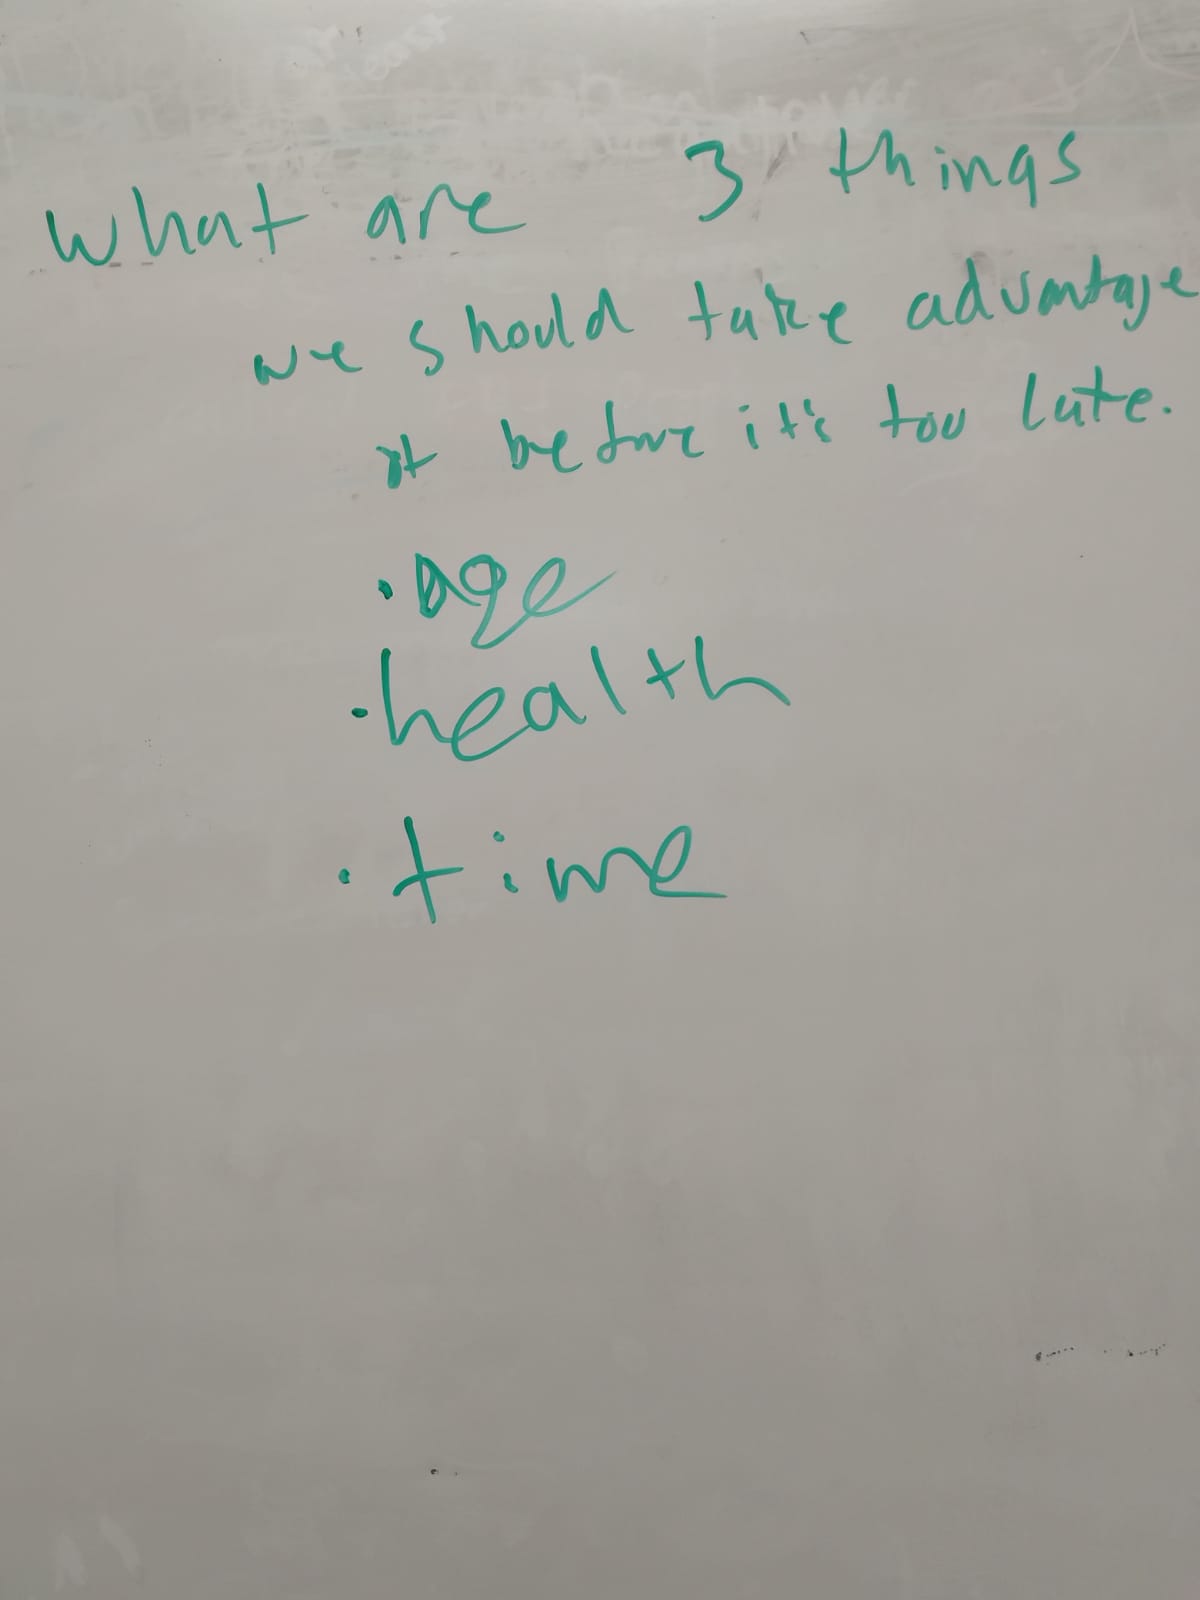 What are 3 things
we should take advantage
of before it's too late.
• age
• health
• time